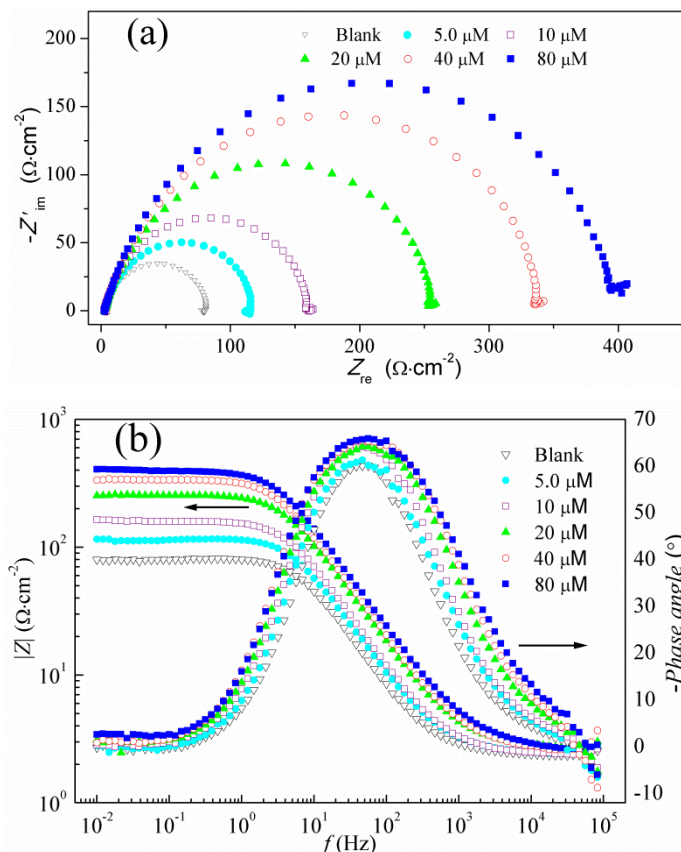 (a)
Blank 5.0 μM 10 μM
20 μM 40 μM 80 μM
-Z'im (Ω·cm-2)
200
150
100
50
0
0 100 200 300 400
Zre (Ω·cm-2)
(b)
Blank
5.0 μM
10 μM
20 μM
40 μM
80 μM
|Z| (Ω·cm-2)
10³
10²
10¹
10⁰
10⁻² 10⁻¹ 10⁰ 10¹ 10² 10³ 10⁴ 10⁵
f (Hz)
70
60
50
40
30
20
10
0
-10
-Phase angle (°)